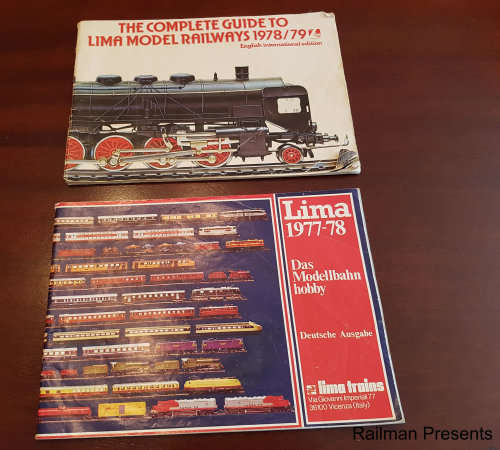 THE COMPLETE GUIDE TO
LIMA MODEL RAILWAYS 1978/79
English international edition
Lima
1977-78
Das
Modellbahn
hobby
Deutsche Ausgabe
lima trains
Via Giovanni Imperiali 77
36100 Vicenza (Italy)
Railman Presents